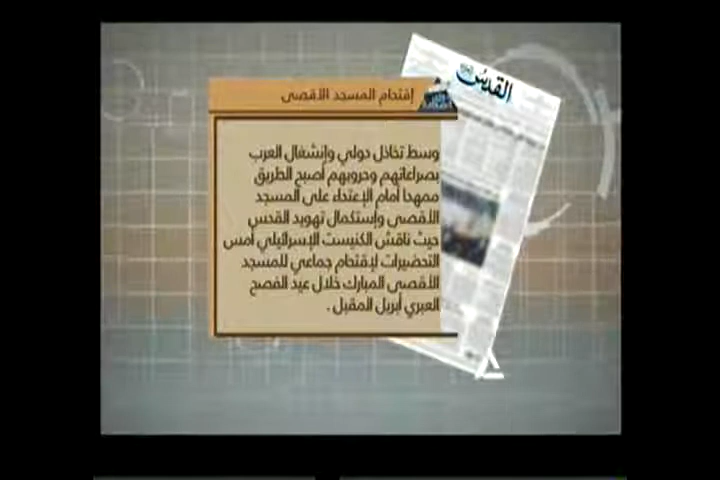 القدس
إقتحام المسجد الأقصى
وسط تخاذل دولي وإنشغال العرب
بصراعاتهم وحروبهم أصبح الطريق
ممهدا أمام الإعتداء على المسجد
الأقصى وإستكمال تهويد القدس
حيث ناقش الكنيست الإسرائيلي أمس
التحضيرات لإقتحام جماعي للمسجد
الأقصى المبارك خلال عيد الفصح
العبري أبريل المقبل .